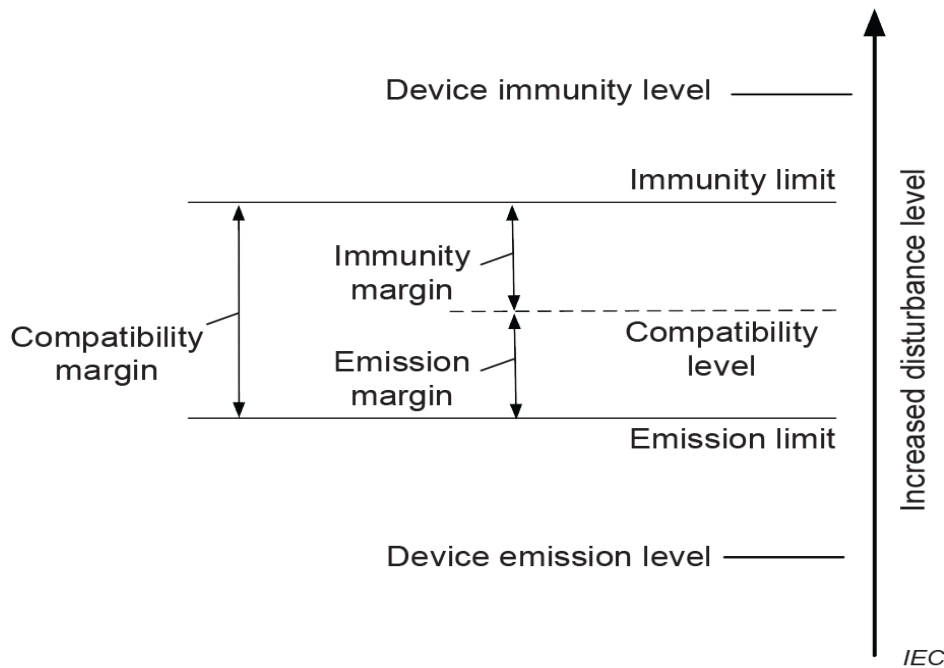 Device immunity level
Immunity limit
Immunity
margin
Compatibility
margin
Compatibility
level
Emission
margin
Emission limit
Device emission level
Increased disturbance level
IEC